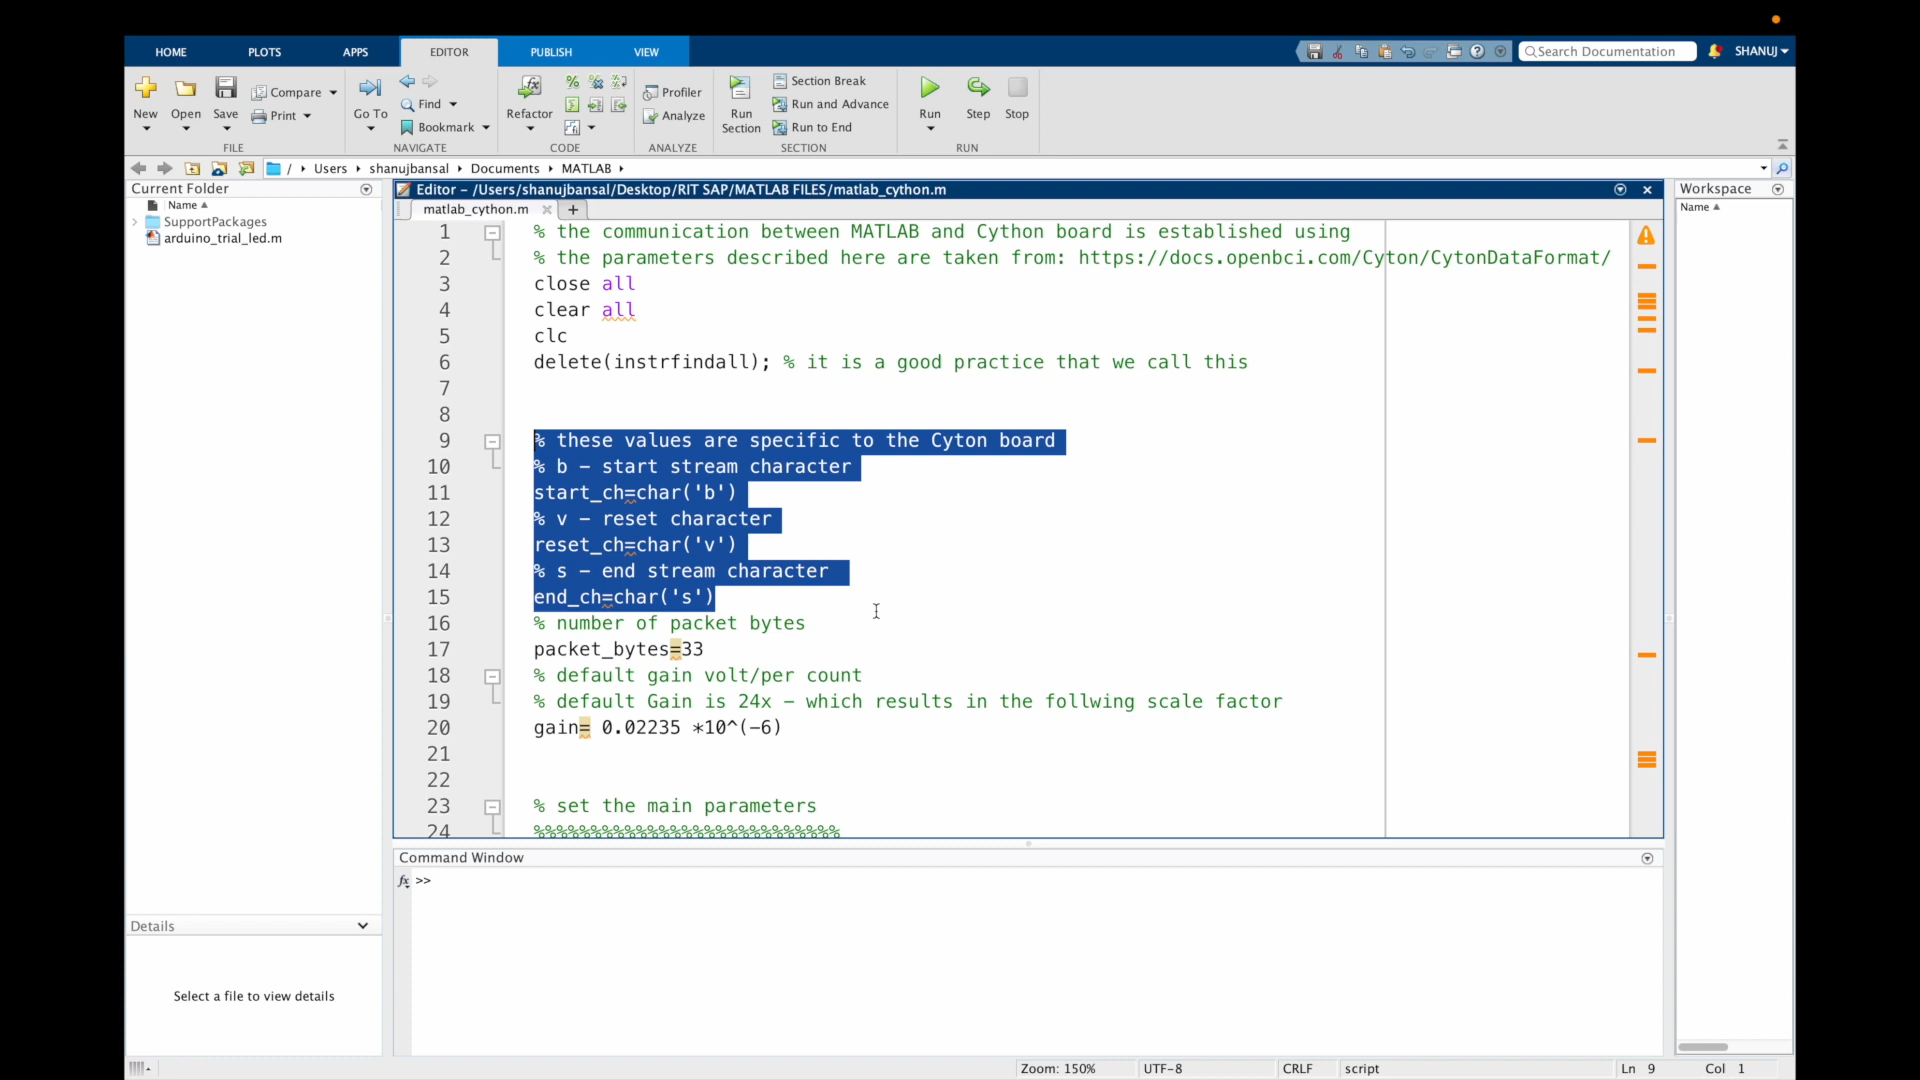 HOME
PLOTS
APPS
EDITOR
PUBLISH
VIEW
Search Documentation
SHANUJ
New
Open
Save
Compare
Print
FILE
Go To
Find
Bookmark
NAVIGATE
Refactor
CODE
Profiler
Analyze
ANALYZE
Run Section
Section Break
Run and Advance
Run to End
SECTION
Run
Step
Stop
RUN
/ Users shanujbansal Documents MATLAB
Current Folder
Name
SupportPackages
arduino_trial_led.m
Editor – /Users/shanujbansal/Desktop/RIT SAP/MATLAB FILES/matlab_cython.m
matlab_cython.m
1 % the communication between MATLAB and Cython board is established using
2 % the parameters described here are taken from: https://docs.openbci.com/Cyton/CytonDataFormat/
3 close all
4 clear all
5 clc
6 delete(instrfindall); % it is a good practice that we call this
7
8
9 % these values are specific to the Cyton board
10 % b – start stream character
11 start_ch=char('b')
12 % v – reset character
13 reset_ch=char('v')
14 % s – end stream character
15 end_ch=char('s')
16 % number of packet bytes
17 packet_bytes=33
18 % default gain volt/per count
19 % default Gain is 24x – which results in the follwing scale factor
20 gain= 0.02235 *10^(-6)
21
22
23 % set the main parameters
24 %%%%%%%%%%%%%%%%%%%%%%%%%%%
Workspace
Name
Command Window
fx >>
Details
Select a file to view details
Zoom: 150%
UTF-8
CRLF
script
Ln 9
Col 1